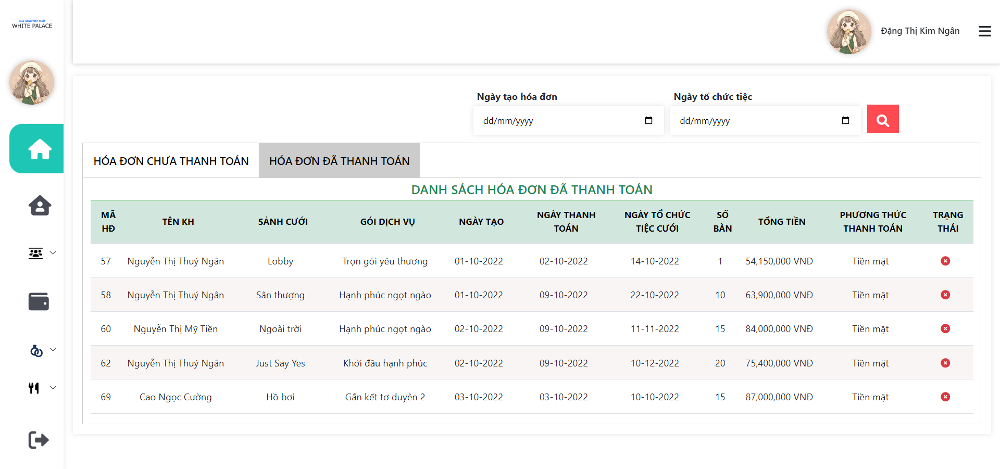 NHÀ HÀNG TIỆC CƯỚI
WHITE PALACE
Đặng Thị Kim Ngân
Ngày tạo hóa đơn
Ngày tổ chức tiệc
dd/mm/yyyy
dd/mm/yyyy
HÓA ĐƠN CHƯA THANH TOÁN
HÓA ĐƠN ĐÃ THANH TOÁN
DANH SÁCH HÓA ĐƠN ĐÃ THANH TOÁN
MÃ HĐ TÊN KH SẢNH CƯỚI GÓI DỊCH VỤ NGÀY TẠO NGÀY THANH TOÁN NGÀY TỔ CHỨC TIỆC CƯỚI SỐ BÀN TỔNG TIỀN PHƯƠNG THỨC THANH TOÁN TRẠNG THÁI
57 Nguyễn Thị Thuý Ngân Lobby Trọn gói yêu thương 01-10-2022 02-10-2022 14-10-2022 1 54,150,000 VNĐ Tiền mặt
58 Nguyễn Thị Thuý Ngân Sân thượng Hạnh phúc ngọt ngào 01-10-2022 09-10-2022 22-10-2022 10 63,900,000 VNĐ Tiền mặt
60 Nguyễn Thị Mỹ Tiền Ngoài trời Hạnh phúc ngọt ngào 02-10-2022 09-10-2022 11-11-2022 15 84,000,000 VNĐ Tiền mặt
62 Nguyễn Thị Thuý Ngân Just Say Yes Khởi đầu hạnh phúc 02-10-2022 09-10-2022 10-12-2022 20 75,400,000 VNĐ Tiền mặt
69 Cao Ngọc Cường Hồ bơi Gắn kết tơ duyên 2 03-10-2022 03-10-2022 10-10-2022 15 87,000,000 VNĐ Tiền mặt